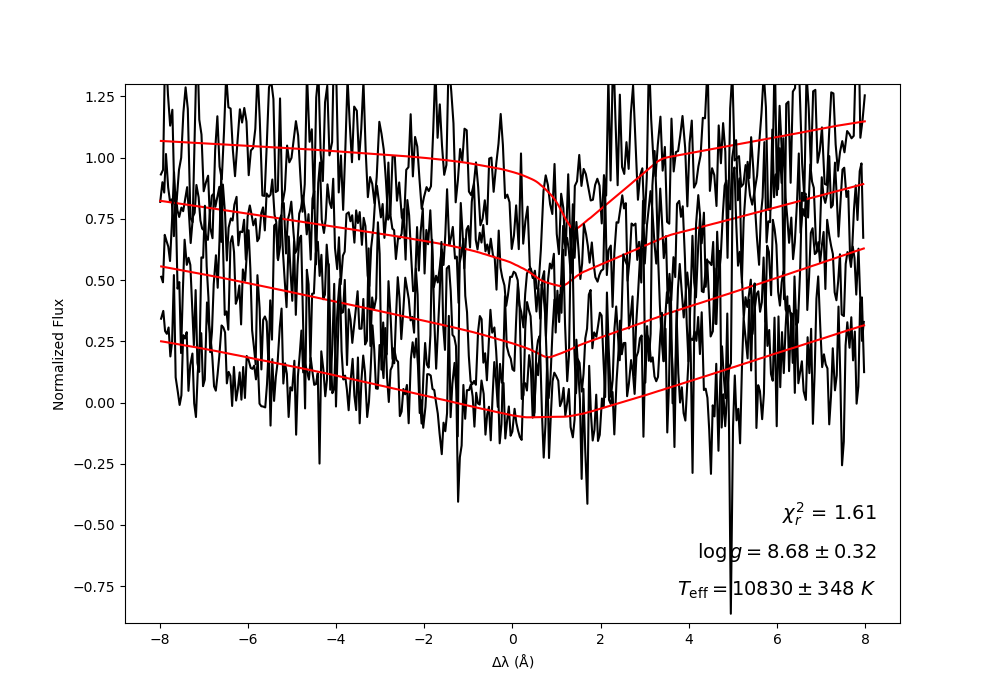 1.25
1.00
0.75
0.50
0.25
0.00
−0.25
−0.50
−0.75
Normalized Flux
χ²ᵣ = 1.61
log g = 8.68 ± 0.32
T_eff = 10830 ± 348 K
−8 −6 −4 −2 0 2 4 6 8
Δλ (Å)